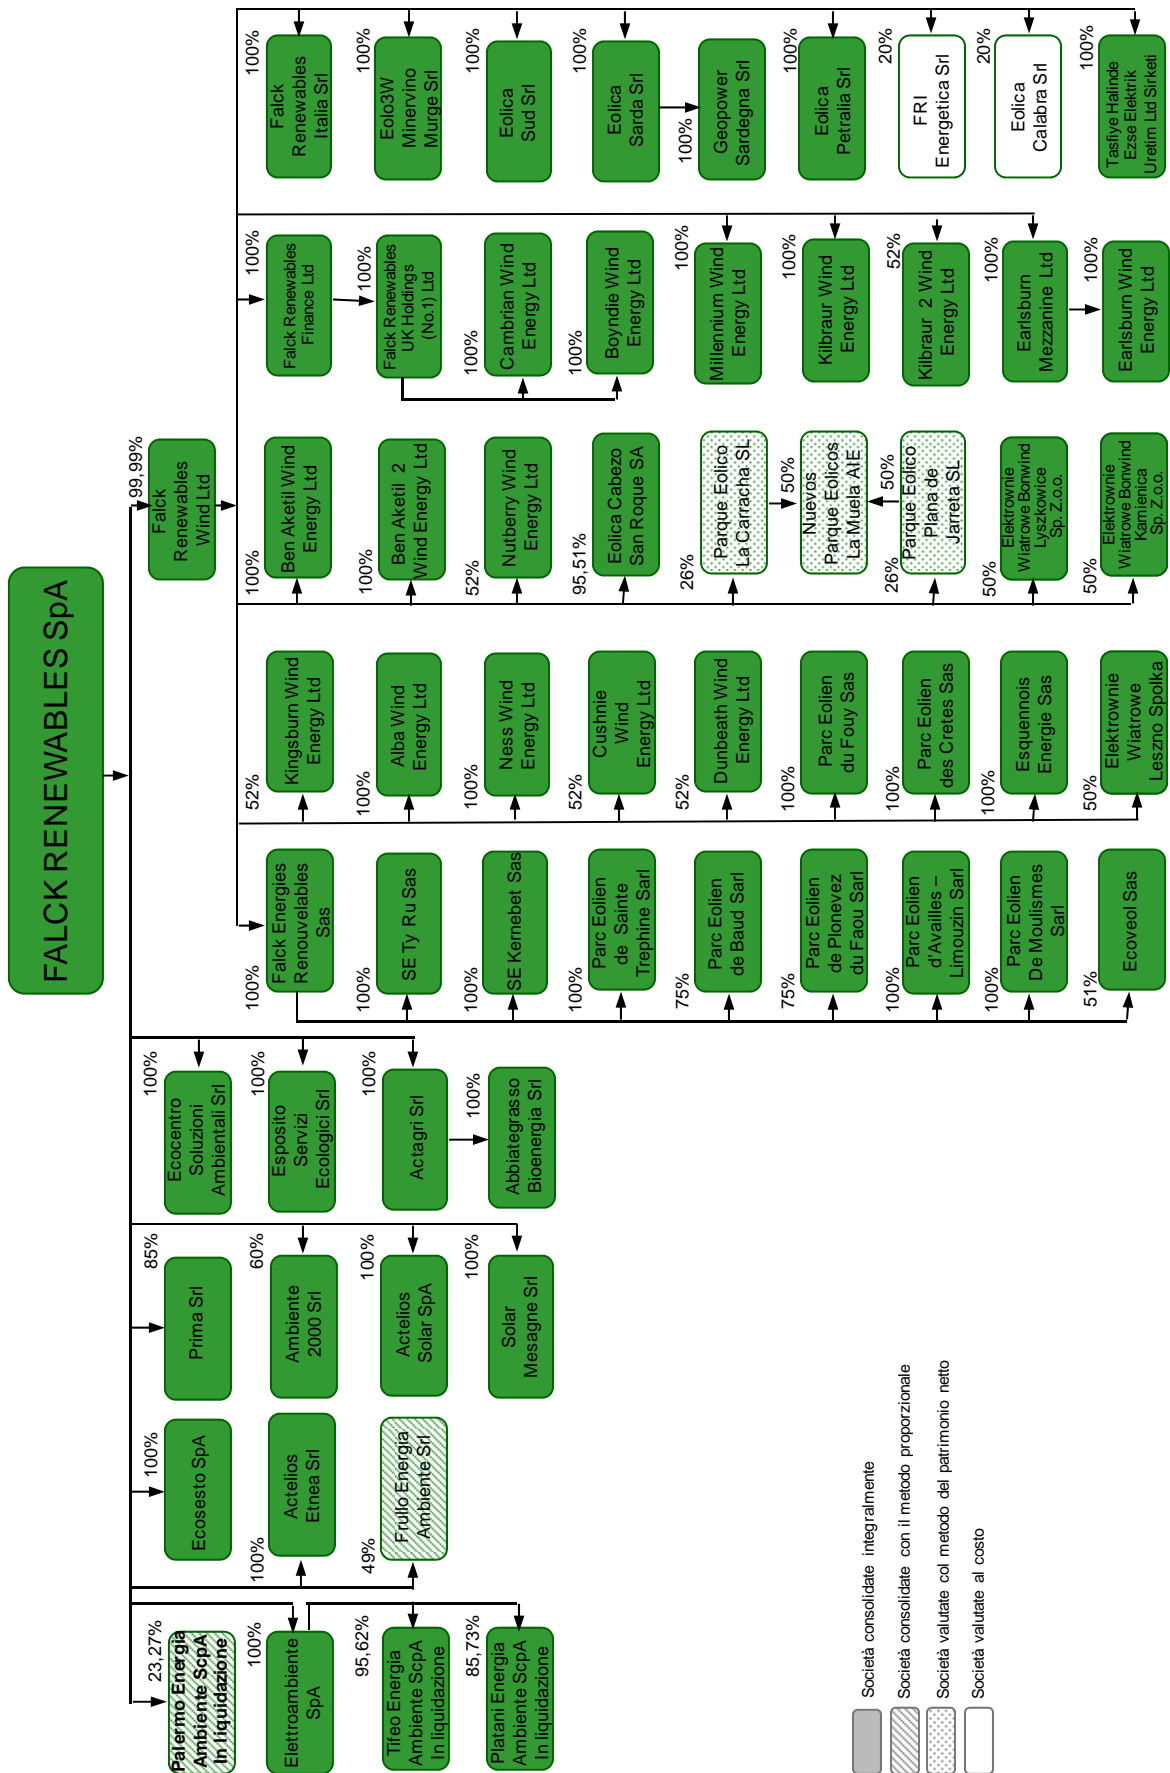 FALCK RENEWABLES SpA
23,27%
Palermo Energia
Ambiente ScpA
In liquidazione
100%
Elettroambiente
SpA
95,62%
Tifeo Energia
Ambiente ScpA
In liquidazione
85,73%
Platani Energia
Ambiente ScpA
In liquidazione
100%
Ecosesto SpA
100%
Actelios
Etnea Srl
49%
Frullo Energia
Ambiente Srl
85%
Prima Srl
60%
Ambiente
2000 Srl
100%
Actelios
Solar SpA
100%
Solar
Mesagne Srl
100%
Ecocentro
Soluzioni
Ambientali Srl
100%
Esposito
Servizi
Ecologici Srl
100%
Actagri Srl
100%
Abbiategrasso
Bioenergia Srl
99,99%
Falck
Renewables
Wind Ltd
100%
Falck Energies
Renouvelables
Sas
100%
SE Ty Ru Sas
100%
SE Kernebet Sas
100%
Parc Eolien
de Sainte
Trephine Sarl
75%
Parc Eolien
de Baud Sarl
75%
Parc Eolien
de Plonevez
du Faou Sarl
100%
Parc Eolien
d'Availles –
Limouzin Sarl
100%
Parc Eolien
De Moulismes
Sarl
51%
Ecoveol Sas
52%
Kingsburn Wind
Energy Ltd
100%
Alba Wind
Energy Ltd
100%
Ness Wind
Energy Ltd
52%
Cushnie
Wind
Energy Ltd
52%
Dunbeath Wind
Energy Ltd
100%
Parc Eolien
du Fouy Sas
100%
Parc Eolien
des Cretes Sas
100%
Esquennois
Energie Sas
50%
Elektrownie
Wiatrowe
Leszno Spolka
100%
Ben Aketil Wind
Energy Ltd
100%
Ben Aketil 2
Wind Energy Ltd
52%
Nutberry Wind
Energy Ltd
95,51%
Eolica Cabezo
San Roque SA
26%
Parque Eolico
La Carracha SL
50%
Nuevos
Parque Eolicos
La Muela AIE
50%
26%
Parque Eolico
Plana de
Jarreta SL
50%
Elektrownie
Wiatrowe Bonwind
Lyszkowice
Sp. Z.o.o.
50%
Elektrownie
Wiatrowe Bonwind
Kamienica
Sp. Z.o.o.
100%
Falck Renewables
Finance Ltd
100%
Falck Renewables
UK Holdings
(No.1) Ltd
100%
Cambrian Wind
Energy Ltd
100%
Boyndie Wind
Energy Ltd
100%
Millennium Wind
Energy Ltd
100%
Kilbraur Wind
Energy Ltd
52%
Kilbraur 2 Wind
Energy Ltd
100%
Earlsburn
Mezzanine Ltd
100%
Earlsburn Wind
Energy Ltd
100%
Falck
Renewables
Italia Srl
100%
Eolo3W
Minervino
Murge Srl
100%
Eolica
Sud Srl
100%
Eolica
Sarda Srl
100%
Geopower
Sardegna Srl
100%
Eolica
Petralia Srl
20%
FRI
Energetica Srl
20%
Eolica
Calabra Srl
100%
Tasfiye Halinde
Ezse Elektrik
Uretim Ltd Sirketi
Società consolidate integralmente
Società consolidate con il metodo proporzionale
Società valutate col metodo del patrimonio netto
Società valutate al costo